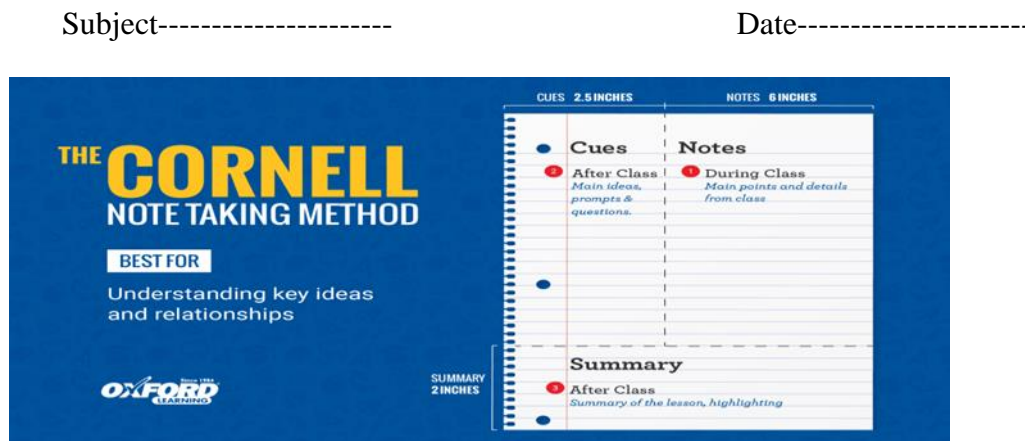 Subject---------------------- Date----------------------
CUES 2.5 INCHES NOTES 6 INCHES
THE CORNELL
NOTE TAKING METHOD
BEST FOR
Understanding key ideas
and relationships
Since 1984
OXFORD
LEARNING
Cues
2 After Class
Main ideas,
prompts &
questions.
Notes
1 During Class
Main points and details
from class
SUMMARY
2 INCHES
Summary
3 After Class
Summary of the lesson, highlighting